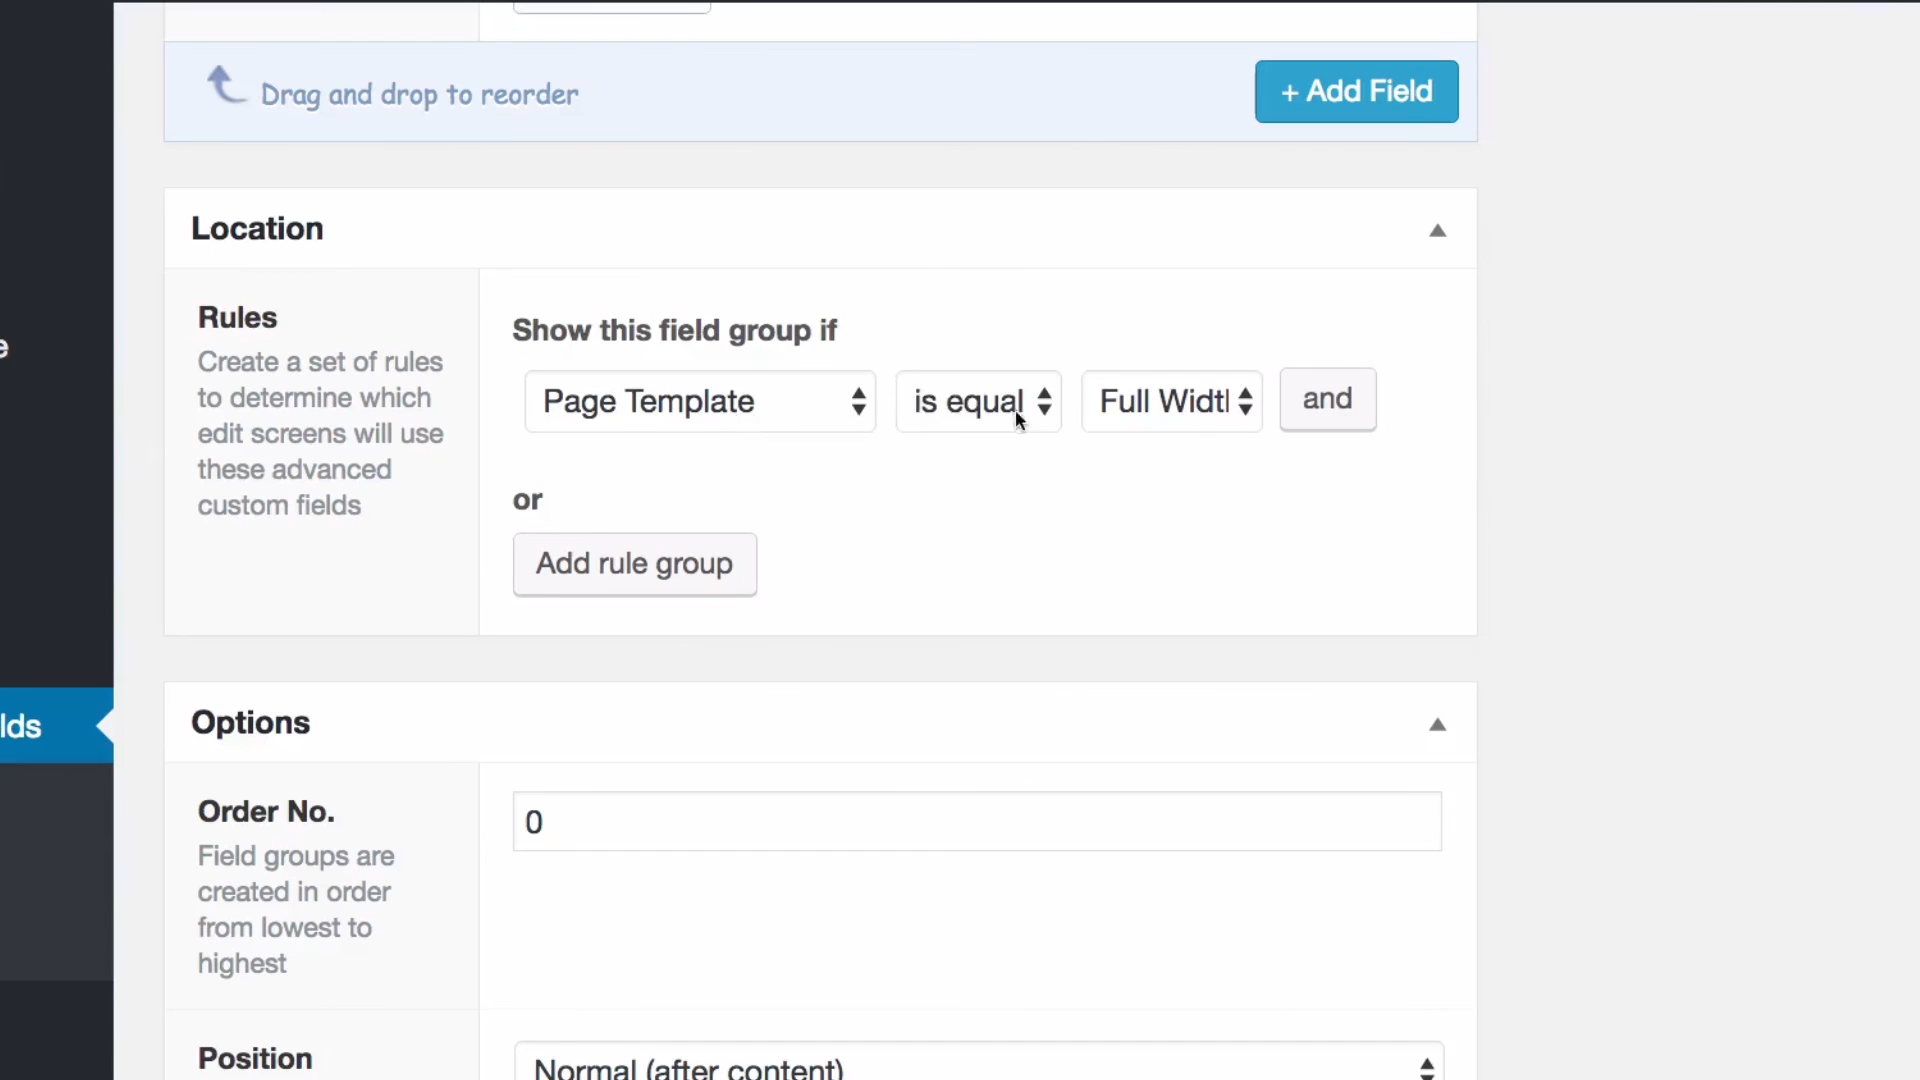 Drag and drop to reorder
+ Add Field
Location
Rules
Create a set of rules
to determine which
edit screens will use
these advanced
custom fields
Show this field group if
Page Template
is equal
Full Widtl
and
or
Add rule group
e
lds
Options
Order No.
Field groups are
created in order
from lowest to
highest
0
Position
Normal (after content)